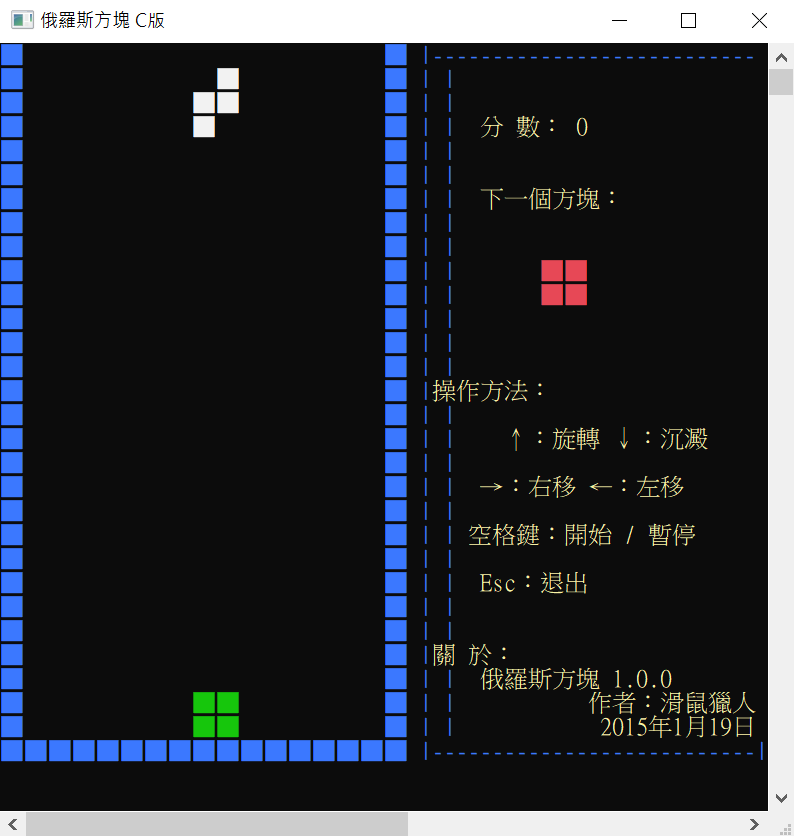 俄羅斯方塊 C版
分 數： 0
下一個方塊：
操作方法：
↑：旋轉 ↓：沉澱
→：右移 ←：左移
空格鍵：開始 / 暫停
Esc：退出
關 於：
俄羅斯方塊 1.0.0
作者：滑鼠獵人
2015年1月19日